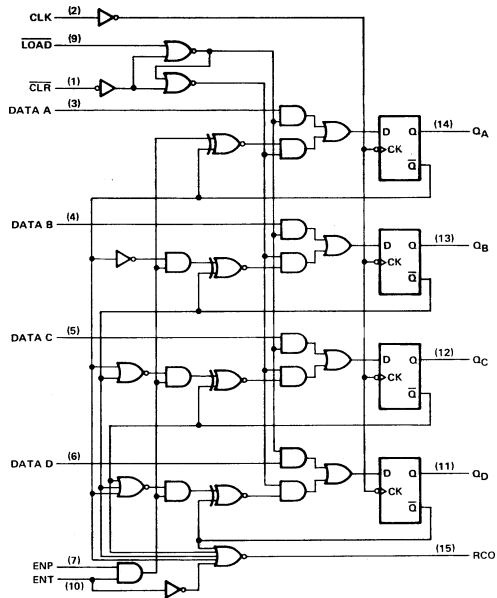 CLK (2)
LOAD (9)
CLR (1)
DATA A (3)
D Q (14) QA
CK
Q
DATA B (4)
D Q (13) QB
CK
Q
DATA C (5)
D Q (12) QC
CK
Q
DATA D (6)
D Q (11) QD
CK
Q
ENP (7)
ENT (10)
(15) RCO